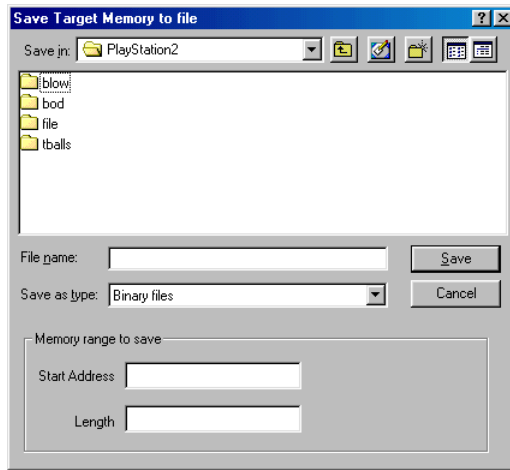 Save Target Memory to file
Save in: PlayStation2
blow
bod
file
tballs
File name:
Save
Save as type: Binary files
Cancel
Memory range to save
Start Address
Length